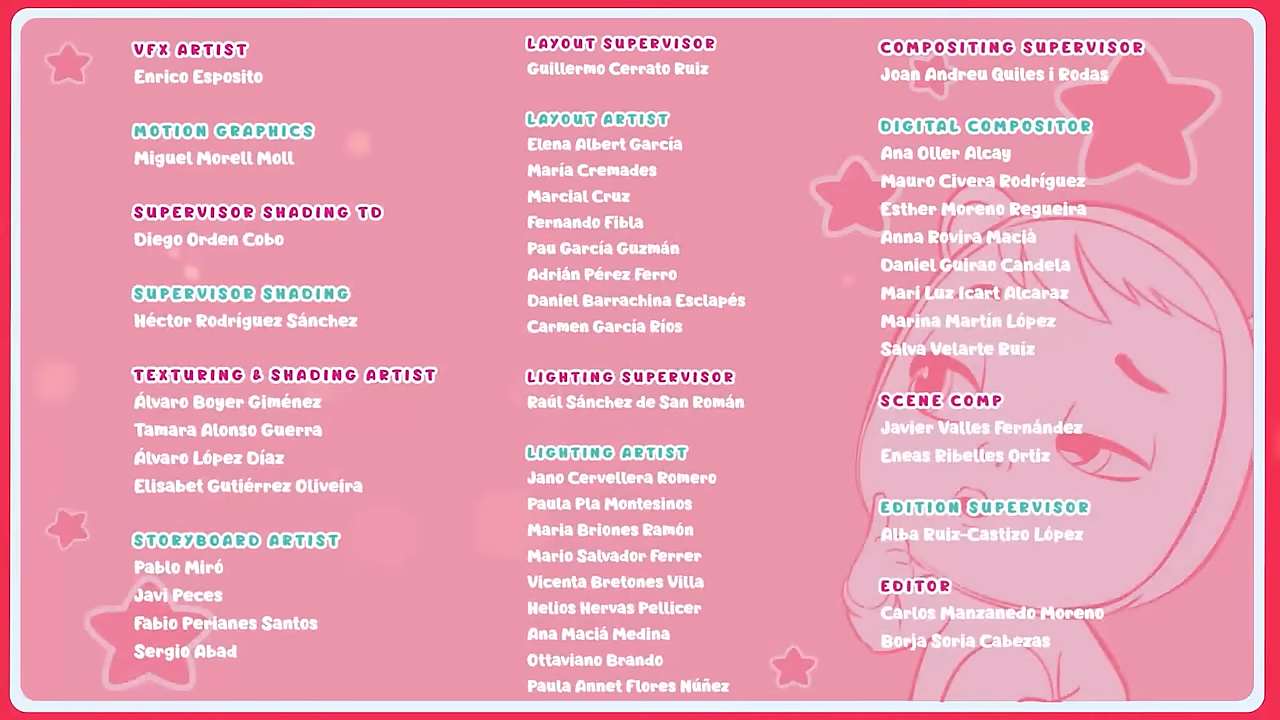 VFX ARTIST
Enrico Esposito
MOTION GRAPHICS
Miguel Morell Moll
SUPERVISOR SHADING TD
Diego Orden Cobo
SUPERVISOR SHADING
Héctor Rodríguez Sánchez
TEXTURING & SHADING ARTIST
Álvaro Boyer Giménez
Tamara Alonso Guerra
Álvaro López Díaz
Elisabet Gutiérrez Oliveira
STORYBOARD ARTIST
Pablo Miró
Javi Peces
Fabio Perianes Santos
Sergio Abad
LAYOUT SUPERVISOR
Guillermo Cerrato Ruiz
LAYOUT ARTIST
Elena Albert García
María Cremades
Marcial Cruz
Fernando Fibla
Pau García Guzmán
Adrián Pérez Ferro
Daniel Barrachina Esclapés
Carmen García Ríos
LIGHTING SUPERVISOR
Raúl Sánchez de San Román
LIGHTING ARTIST
Jano Cervellera Romero
Paula Pla Montesinos
Maria Briones Ramón
Mario Salvador Ferrer
Vicenta Bretones Villa
Helios Hervas Pellicer
Ana Maciá Medina
Ottaviano Brando
Paula Annet Flores Núñez
COMPOSITING SUPERVISOR
Joan Andreu Quiles i Rodas
DIGITAL COMPOSITOR
Ana Oller Alcay
Mauro Civera Rodríguez
Esther Moreno Regueira
Anna Rovira Macià
Daniel Guirao Candela
Mari Luz Icart Alcaraz
Marina Martín López
Salva Velarte Ruiz
SCENE COMP
Javier Valles Fernández
Eneas Ribelles Ortiz
EDITION SUPERVISOR
Alba Ruiz-Castizo López
EDITOR
Carlos Manzanedo Moreno
Borja Soria Cabezas